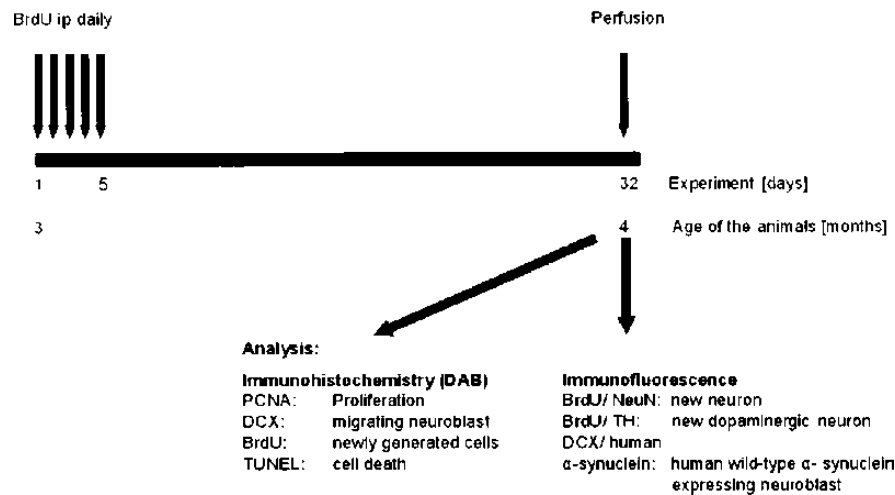 BrdU ip daily Perfusion
1 5 32 Experiment [days]
3 4 Age of the animals [months]
Analysis:
Immunohistochemistry (DAB) Immunofluorescence
PCNA: Proliferation BrdU/ NeuN: new neuron
DCX: migrating neuroblast BrdU/ TH: new dopaminergic neuron
BrdU: newly generated cells DCX/ human
TUNEL: cell death α-synuclein: human wild-type α- synuclein
expressing neuroblast